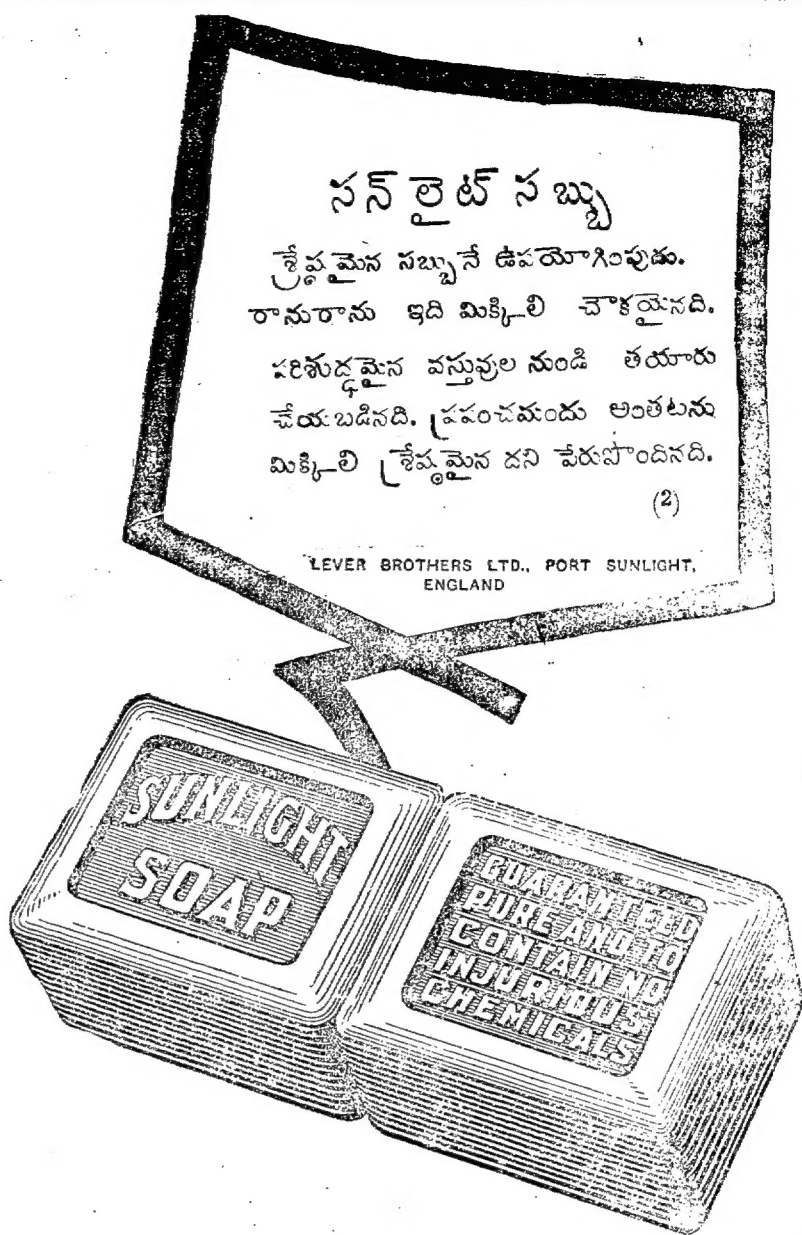 సన్ లైట్ సబ్బు
శ్రేష్ఠమైన సబ్బునే ఉపయోగింపుడు.
రానురాను ఇది మిక్కిలి చౌకయైనది.
పరిశుద్ధమైన వస్తువుల నుండి తయారు
చేయబడినది. ప్రపంచమందు అంతటను
మిక్కిలి శ్రేష్ఠమైన దని పేరుపొందినది.
(2)
LEVER BROTHERS LTD., PORT SUNLIGHT,
ENGLAND
SUNLIGHT
SOAP
GUARANTEED
PURE AND TO
CONTAIN NO
INJURIOUS
CHEMICALS